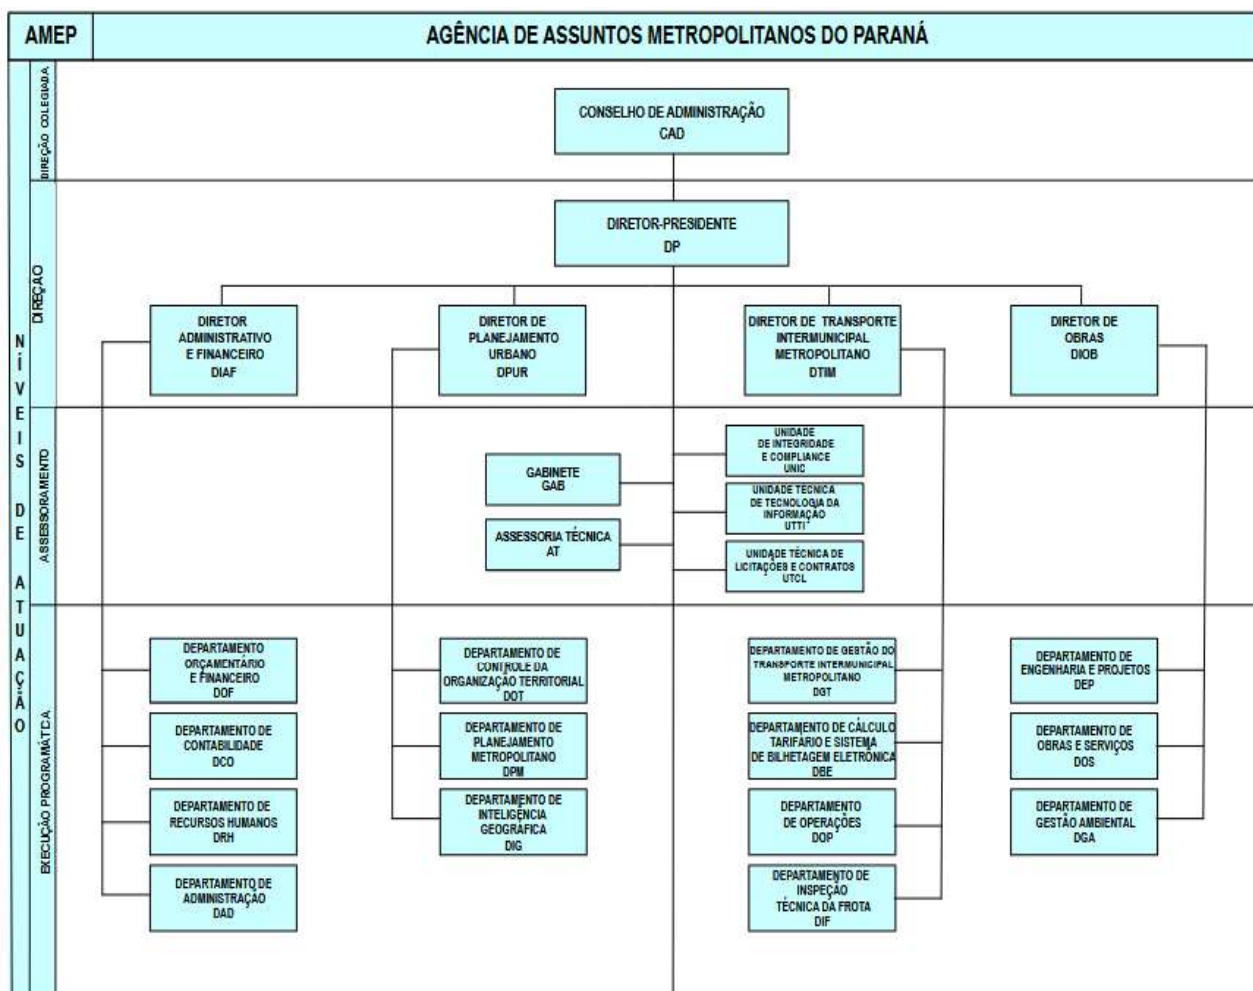 AMEP
AGÊNCIA DE ASSUNTOS METROPOLITANOS DO PARANÁ
NÍVEIS DE ATUAÇÃO
DIREÇÃO COLEGIADA
CONSELHO DE ADMINISTRAÇÃO
CAD
DIREÇÃO
DIRETOR-PRESIDENTE
DP
DIRETOR
ADMINISTRATIVO
E FINANCEIRO
DIAF
DIRETOR DE
PLANEJAMENTO
URBANO
DPUR
DIRETOR DE TRANSPORTE
INTERMUNICIPAL
METROPOLITANO
DTIM
DIRETOR DE
OBRAS
DIOB
ASSESSORAMENTO
GABINETE
GAB
ASSESSORIA TÉCNICA
AT
UNIDADE
DE INTEGRIDADE
E COMPLIANCE
UNIC
UNIDADE TÉCNICA
DE TECNOLOGIA DA
INFORMAÇÃO
UTTI
UNIDADE TÉCNICA DE
LICITAÇÕES E CONTRATOS
UTCL
EXECUÇÃO PROGRAMÁTICA
DEPARTAMENTO
ORÇAMENTÁRIO
E FINANCEIRO
DOF
DEPARTAMENTO DE
CONTABILIDADE
DCO
DEPARTAMENTO DE
RECURSOS HUMANOS
DRH
DEPARTAMENTO DE
ADMINISTRAÇÃO
DAD
DEPARTAMENTO DE
CONTROLE DA
ORGANIZAÇÃO TERRITORIAL
DOT
DEPARTAMENTO DE
PLANEJAMENTO
METROPOLITANO
DPM
DEPARTAMENTO DE
INTELIGÊNCIA
GEOGRÁFICA
DIG
DEPARTAMENTO DE GESTÃO DO
TRANSPORTE INTERMUNICIPAL
METROPOLITANO
DGT
DEPARTAMENTO DE CÁLCULO
TARIFÁRIO E SISTEMA
DE BILHETAGEM ELETRÔNICA
DBE
DEPARTAMENTO
DE OPERAÇÕES
DOP
DEPARTAMENTO DE
INSPEÇÃO
TÉCNICA DA FROTA
DIF
DEPARTAMENTO DE
ENGENHARIA E PROJETOS
DEP
DEPARTAMENTO DE
OBRAS E SERVIÇOS
DOS
DEPARTAMENTO DE
GESTÃO AMBIENTAL
DGA